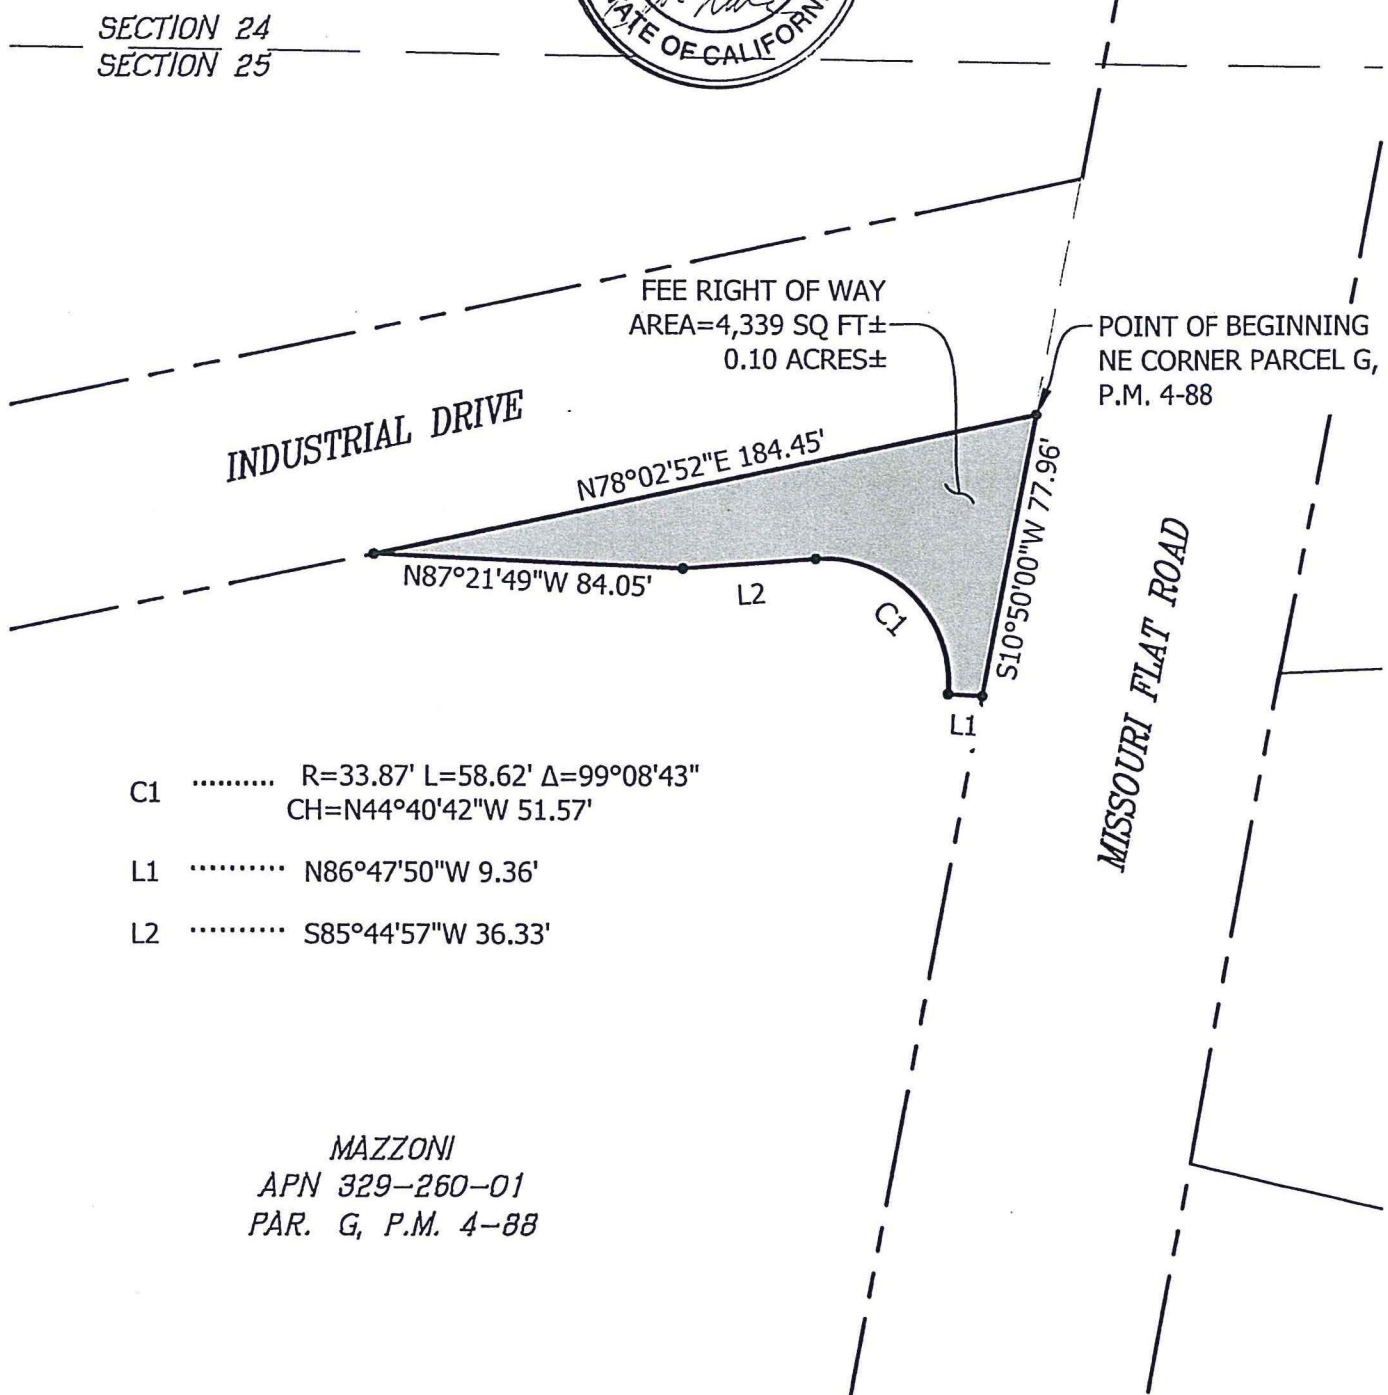 SECTION 24
SECTION 25
STATE OF CALIFORNIA
FEE RIGHT OF WAY
AREA=4,339 SQ FT±
0.10 ACRES±
POINT OF BEGINNING
NE CORNER PARCEL G,
P.M. 4-88
INDUSTRIAL DRIVE
N78°02'52"E 184.45'
S10°50'00"W 77.96'
N87°21'49"W 84.05'
L2
C1
L1
MISSOURI FLAT ROAD
C1 .......... R=33.87' L=58.62' Δ=99°08'43"
CH=N44°40'42"W 51.57'
L1 .......... N86°47'50"W 9.36'
L2 .......... S85°44'57"W 36.33'
MAZZONI
APN 329-260-01
PAR. G, P.M. 4-88